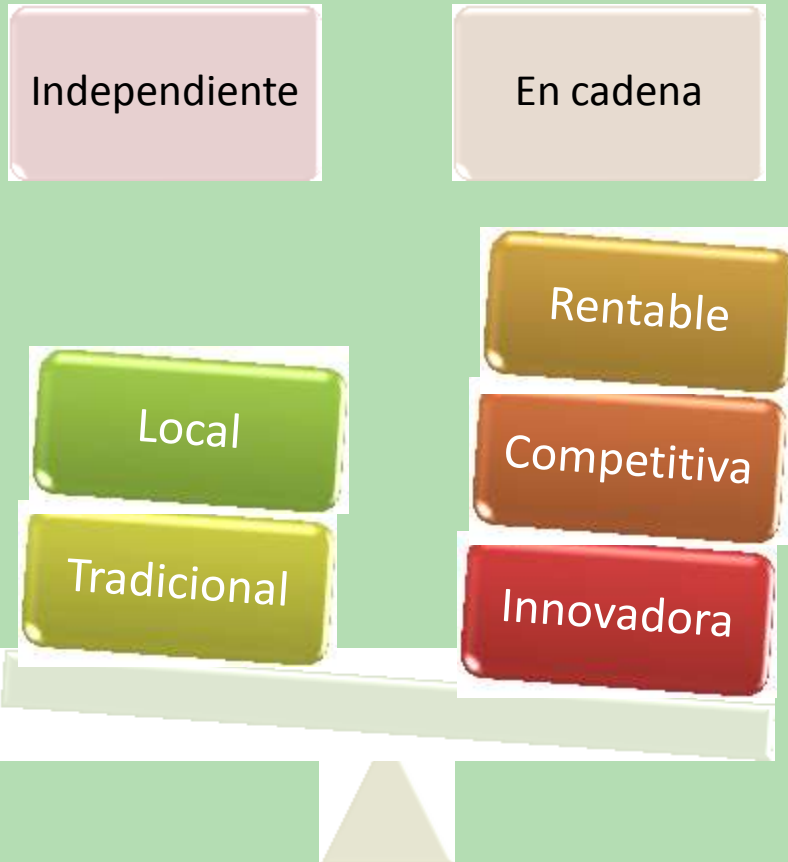 Independiente
En cadena
Local
Tradicional
Rentable
Competitiva
Innovadora